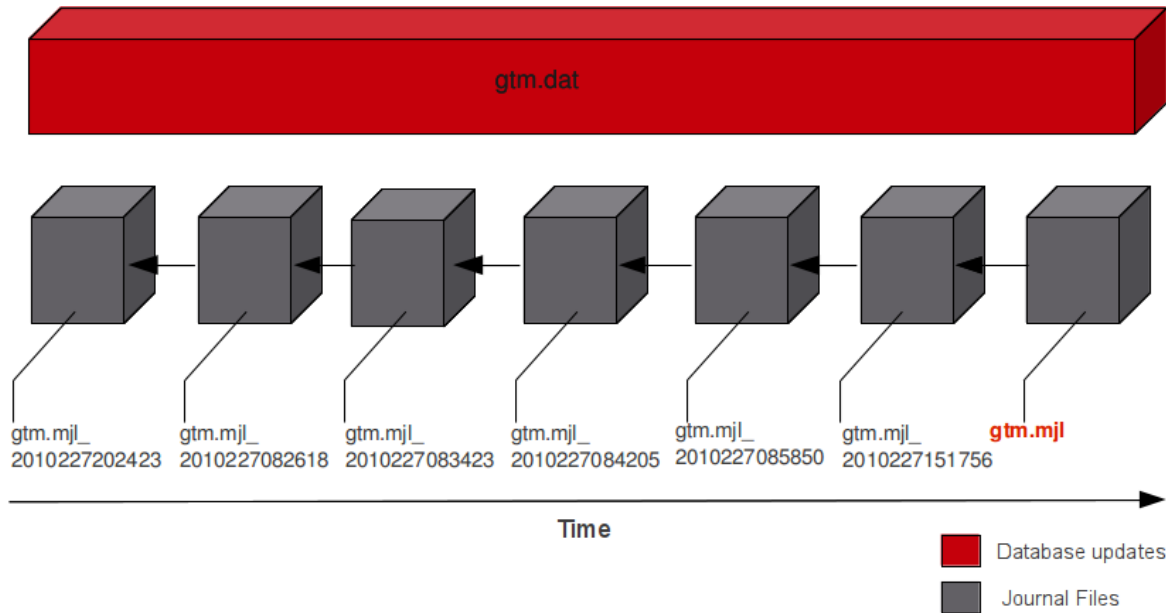 gtm.dat
gtm.mjl_
2010227202423
gtm.mjl_
2010227082618
gtm.mjl_
2010227083423
gtm.mjl_
2010227084205
gtm.mjl_
2010227085850
gtm.mjl_
2010227151756
gtm.mjl
Time
Database updates
Journal Files